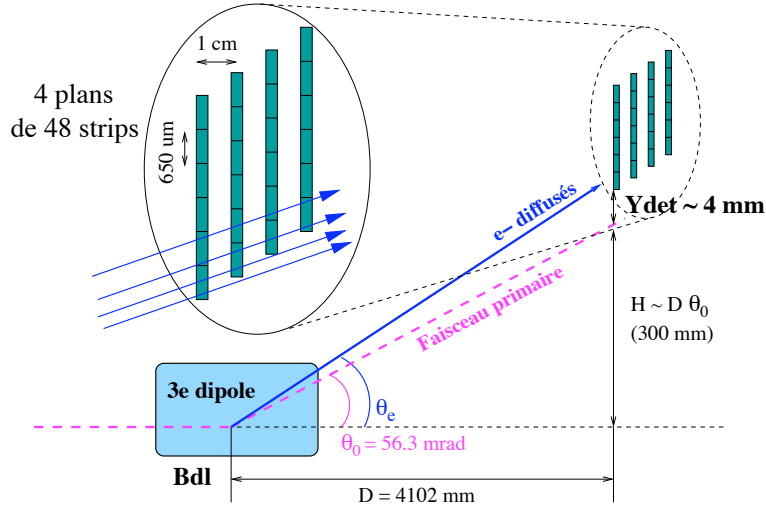 1 cm
4 plans
de 48 strips
650 um
e− diffusés
Ydet ~ 4 mm
Faisceau primaire
H ~ D θ0
(300 mm)
3e dipole
θe
θ0 = 56.3 mrad
Bdl
D = 4102 mm